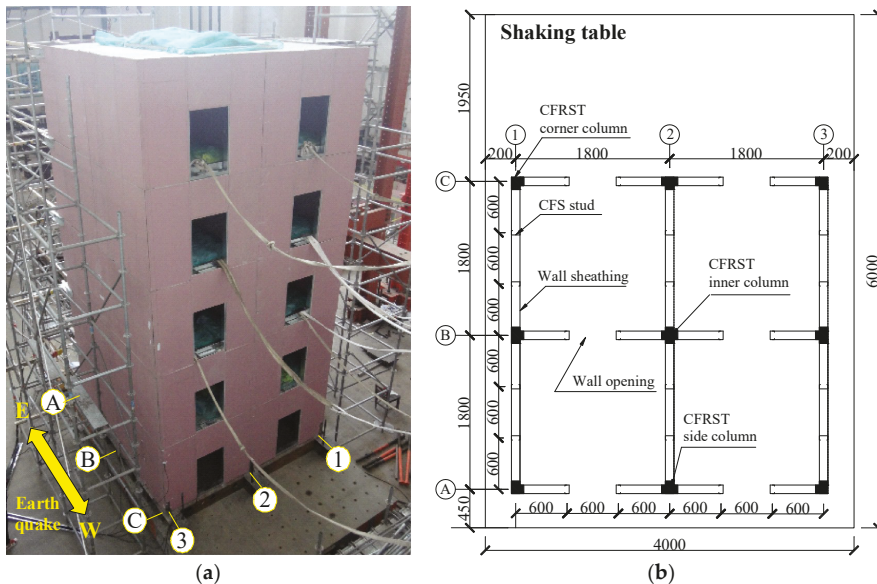 A
E
B
Earth
quake
W
C
3
2
1
(a)
Shaking table
1950
1
CFRST
corner column
2
3
200
1800
1800
200
C
600
CFS stud
600
1800
Wall sheathing
CFRST
inner column
600
6000
B
600
Wall opening
600
1800
CFRST
side column
600
A
450
600
600
600
600
600
600
4000
(b)